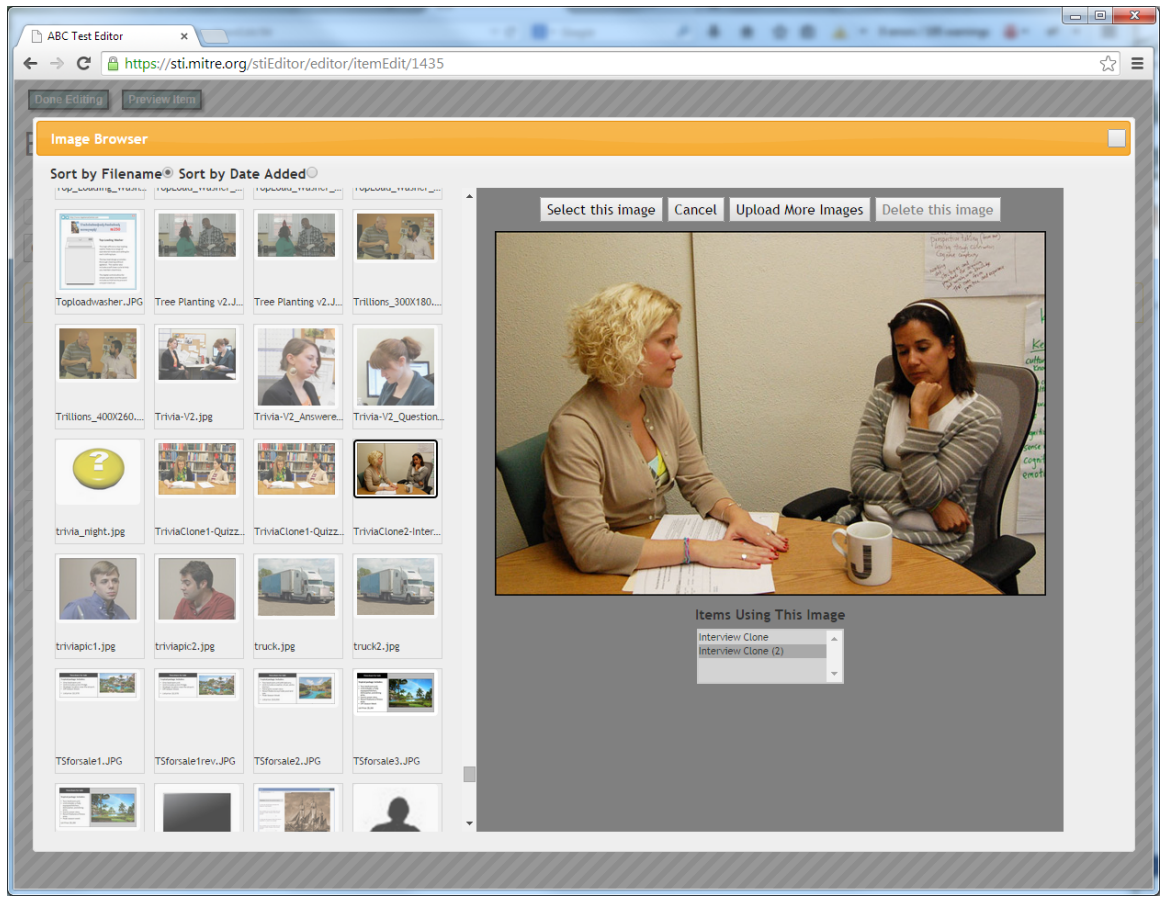 ABC Test Editor
https://sti.mitre.org/stiEditor/editor/itemEdit/1435
Done Editing Preview Item
Image Browser
Sort by Filename Sort by Date Added
Top_Loading_Wash... TopLoad_Washer_... TopLoad_Washer_... TopLoad_Washer_...
Toploadwasher.JPG Tree Planting v2.J... Tree Planting v2.J... Trillions_300X180....
Trillions_400X260.... Trivia-V2.jpg Trivia-V2_Answere... Trivia-V2_Question...
trivia_night.jpg TriviaClone1-Quizz... TriviaClone1-Quizz... TriviaClone2-Inter...
triviapic1.jpg triviapic2.jpg truck.jpg truck2.jpg
TSforsale1.JPG TSforsale1rev.JPG TSforsale2.JPG TSforsale3.JPG
Select this image Cancel Upload More Images Delete this image
J
Items Using This Image
Interview Clone
Interview Clone (2)